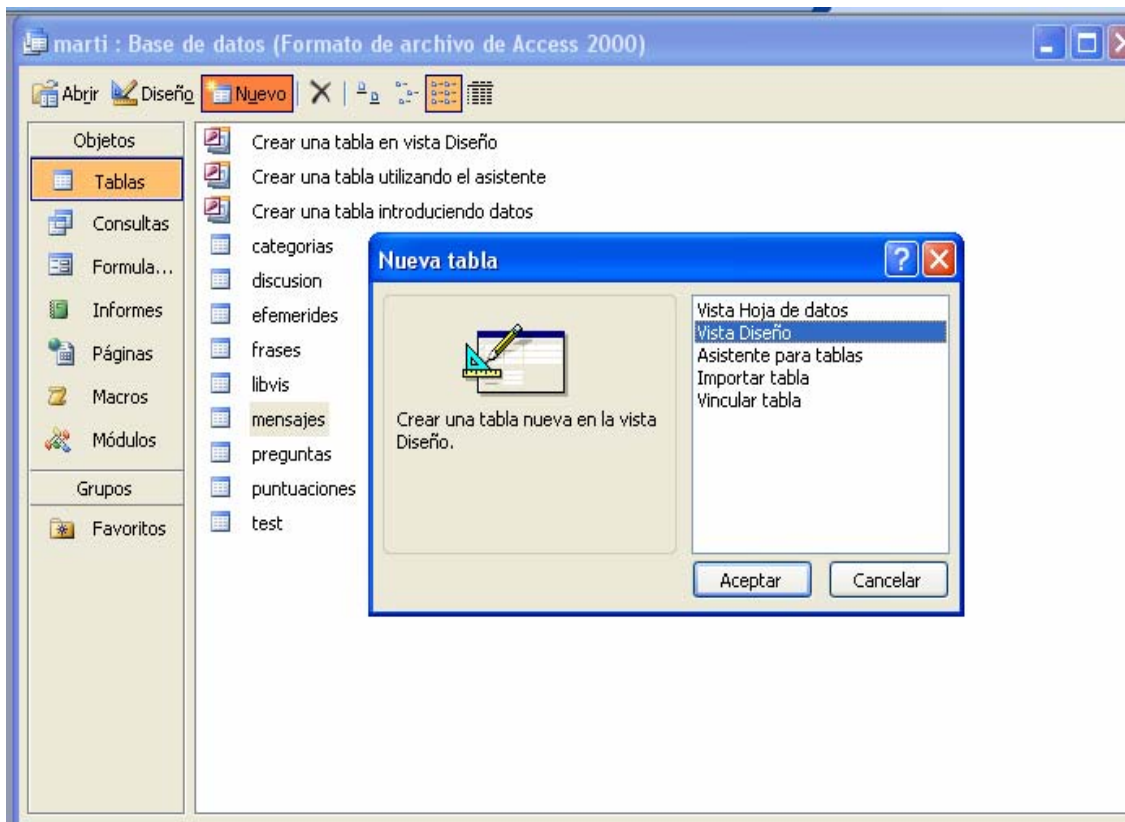 marti : Base de datos (Formato de archivo de Access 2000)
Abrir Diseño Nuevo
Objetos
Tablas
Consultas
Formula...
Informes
Páginas
Macros
Módulos
Grupos
Favoritos
Crear una tabla en vista Diseño
Crear una tabla utilizando el asistente
Crear una tabla introduciendo datos
categorias
discusion
efemerides
frases
libvis
mensajes
preguntas
puntuaciones
test
Nueva tabla
Crear una tabla nueva en la vista
Diseño.
Vista Hoja de datos
Vista Diseño
Asistente para tablas
Importar tabla
Vincular tabla
Aceptar Cancelar